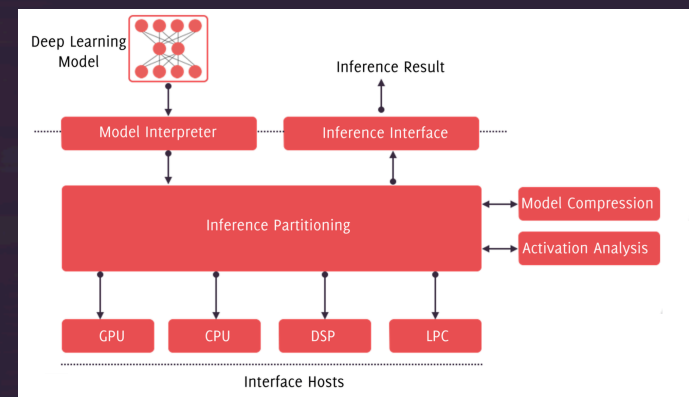 Deep Learning
Model
Inference Result
Model Interpreter
Inference Interface
Inference Partitioning
Model Compression
Activation Analysis
GPU
CPU
DSP
LPC
Interface Hosts